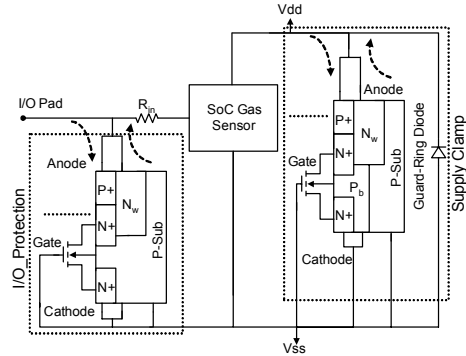 Vdd
I/O Pad
R_in
SoC Gas
Sensor
Anode
P+
N_w
N+
Gate
N+
P-Sub
Cathode
I/O_Protection
Anode
P+
N_w
N+
Gate
P_b
N+
P-Sub
Cathode
Guard-Ring Diode
Supply Clamp
Vss